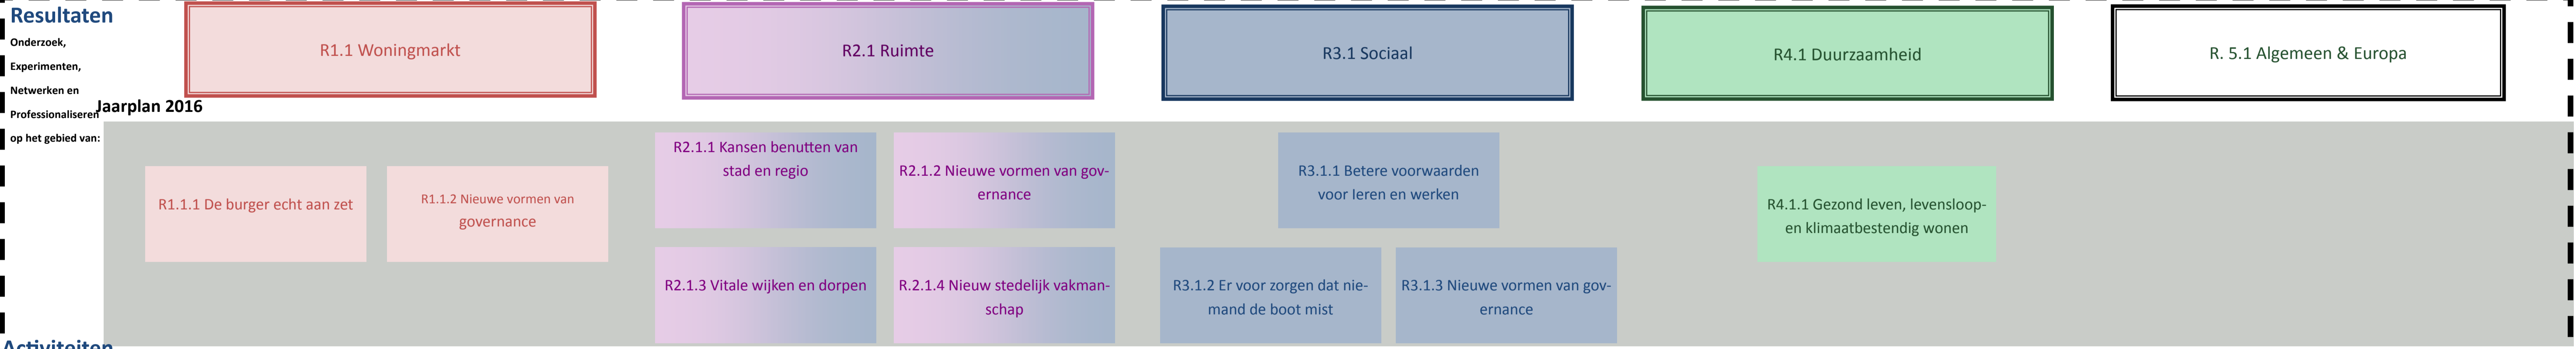 Resultaten
Onderzoek,
Experimenten,
Netwerken en
Professionaliseren
op het gebied van:
R1.1 Woningmarkt
R2.1 Ruimte
R3.1 Sociaal
R4.1 Duurzaamheid
R. 5.1 Algemeen & Europa
Jaarplan 2016
R1.1.1 De burger echt aan zet
R1.1.2 Nieuwe vormen van
governance
R2.1.1 Kansen benutten van
stad en regio
R2.1.2 Nieuwe vormen van gov-
ernance
R2.1.3 Vitale wijken en dorpen
R.2.1.4 Nieuw stedelijk vakman-
schap
R3.1.1 Betere voorwaarden
voor leren en werken
R3.1.2 Er voor zorgen dat nie-
mand de boot mist
R3.1.3 Nieuwe vormen van gov-
ernance
R4.1.1 Gezond leven, levensloop-
en klimaatbestendig wonen
Activiteiten